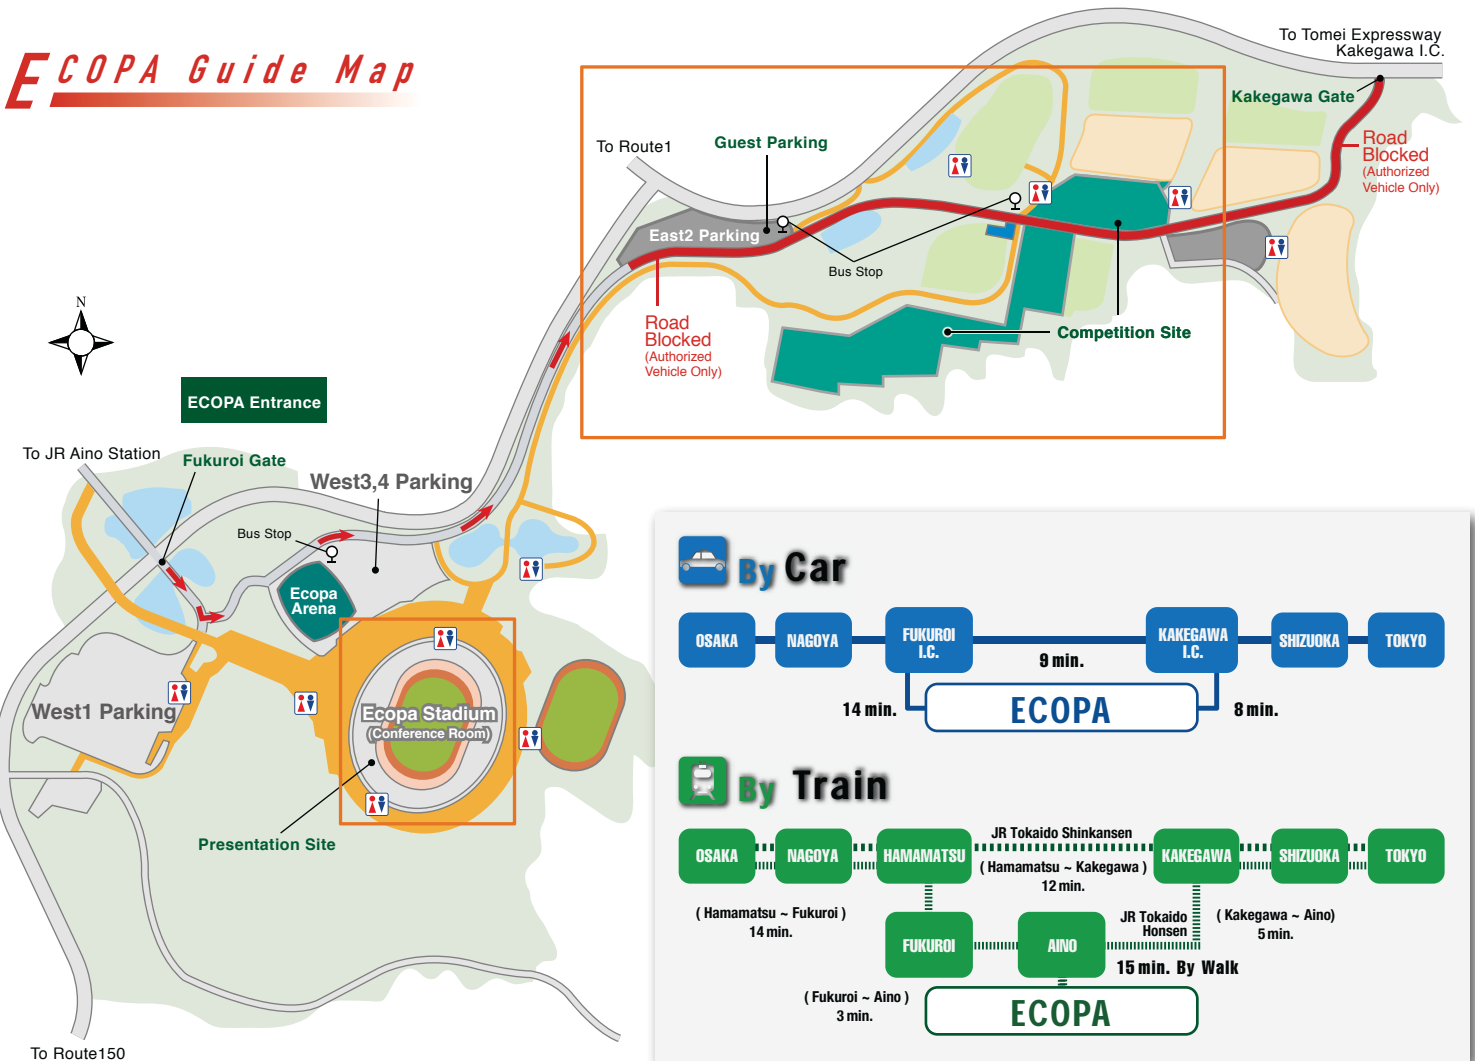 ECOPA Guide Map
To Tomei Expressway
Kakegawa I.C.
Kakegawa Gate
Road
Blocked
(Authorized
Vehicle Only)
To Route1
Guest Parking
East2 Parking
Bus Stop
Road
Blocked
(Authorized
Vehicle Only)
Competition Site
N
ECOPA Entrance
To JR Aino Station
Fukuroi Gate
West3,4 Parking
Bus Stop
Ecopa
Arena
West1 Parking
Ecopa Stadium
(Conference Room)
Presentation Site
To Route150
By Car
OSAKA
NAGOYA
FUKUROI
I.C.
KAKEGAWA
I.C.
SHIZUOKA
TOKYO
9 min.
14 min.
ECOPA
8 min.
By Train
JR Tokaido Shinkansen
OSAKA
NAGOYA
HAMAMATSU
KAKEGAWA
SHIZUOKA
TOKYO
( Hamamatsu ~ Kakegawa )
12 min.
( Hamamatsu ~ Fukuroi )
14 min.
JR Tokaido
Honsen
( Kakegawa ~ Aino)
5 min.
FUKUROI
AINO
15 min. By Walk
( Fukuroi ~ Aino )
3 min.
ECOPA